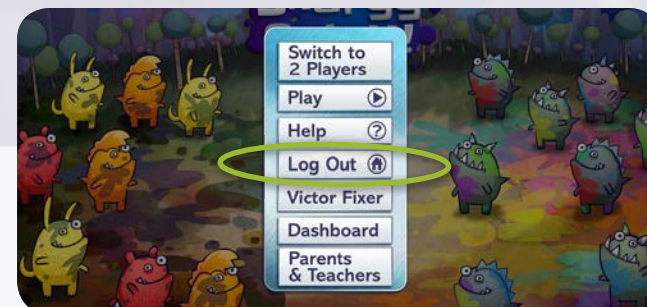 Switch to
2 Players
Play
Help ?
Log Out
Victor Fixer
Dashboard
Parents
& Teachers